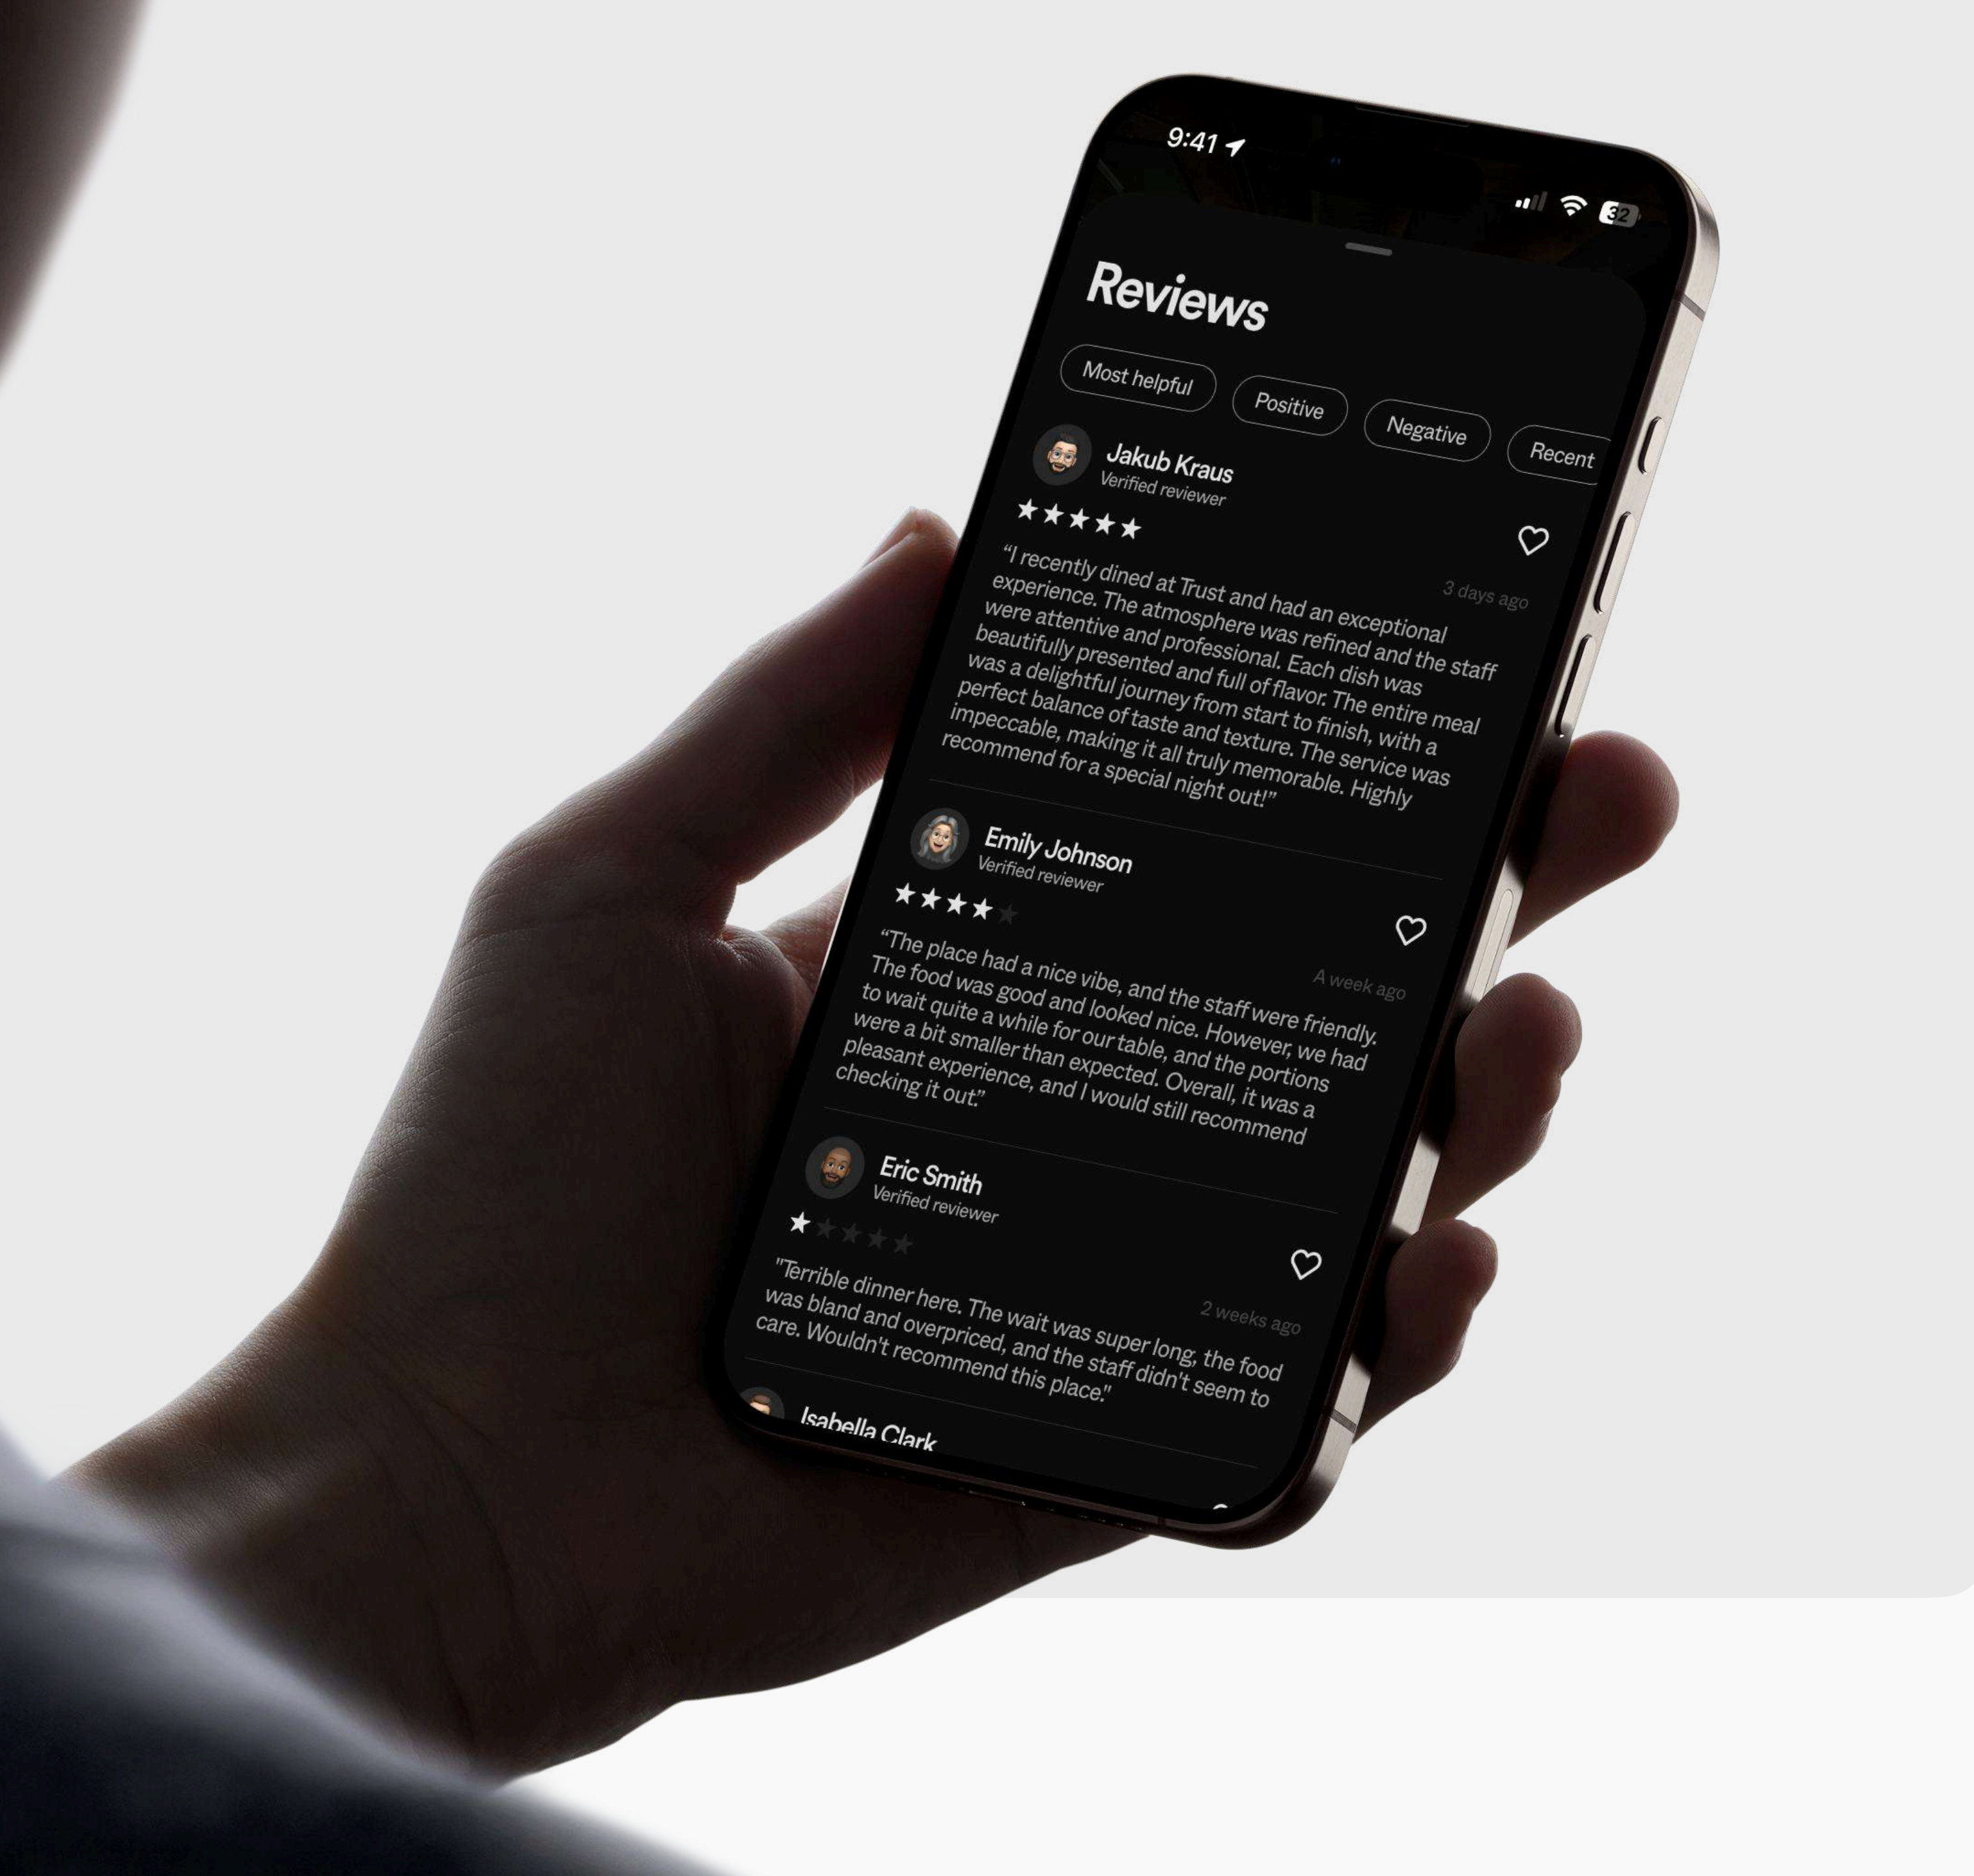 9:41
32
Reviews
Most helpful
Positive
Negative
Recent
Jakub Kraus
Verified reviewer
3 days ago
“I recently dined at Trust and had an exceptional
experience. The atmosphere was refined and the staff
were attentive and professional. Each dish was
beautifully presented and full of flavor. The entire meal
was a delightful journey from start to finish, with a
perfect balance of taste and texture. The service was
impeccable, making it all truly memorable. Highly
recommend for a special night out!”
Emily Johnson
Verified reviewer
A week ago
“The place had a nice vibe, and the staff were friendly.
The food was good and looked nice. However, we had
to wait quite a while for our table, and the portions
were a bit smaller than expected. Overall, it was a
pleasant experience, and I would still recommend
checking it out.”
Eric Smith
Verified reviewer
2 weeks ago
"Terrible dinner here. The wait was super long, the food
was bland and overpriced, and the staff didn't seem to
care. Wouldn't recommend this place."
Isabella Clark